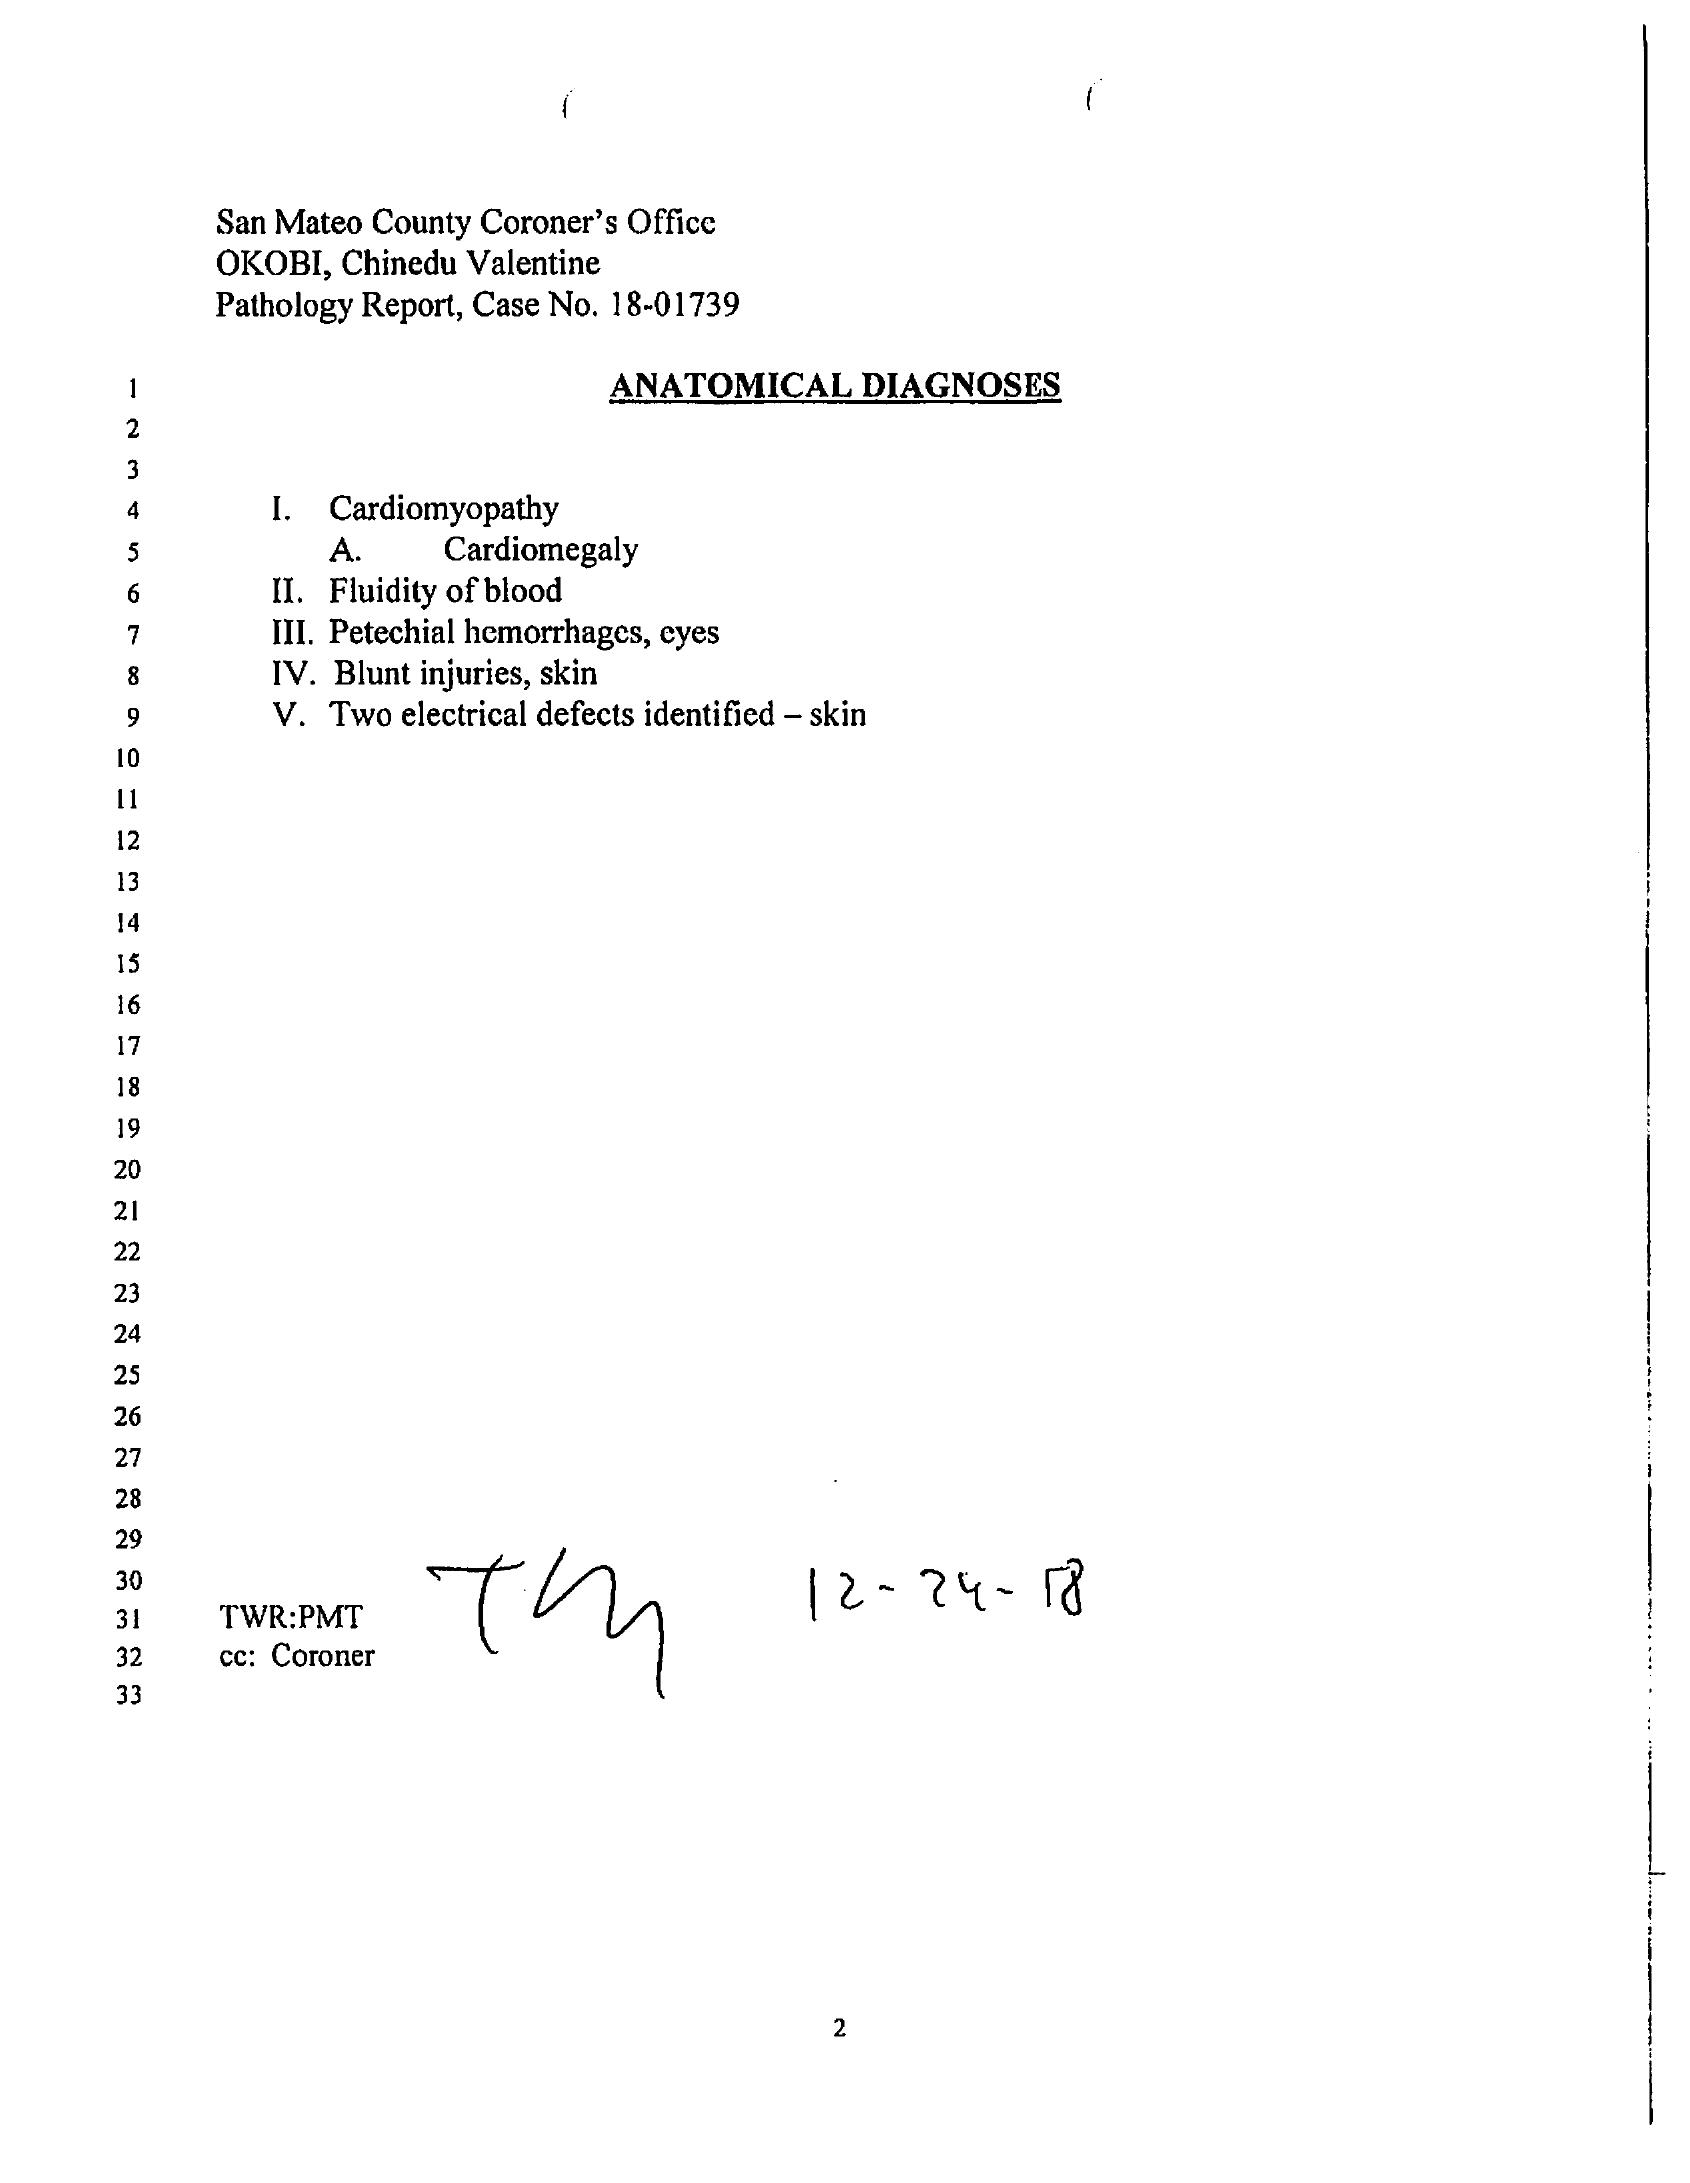 San Mateo County Coroner's Office
OKOBI, Chinedu Valentine
Pathology Report, Case No. 18-01739
1 ANATOMICAL DIAGNOSES
2
3
4 I. Cardiomyopathy
5 A. Cardiomegaly
6 II. Fluidity of blood
7 III. Petechial hemorrhages, eyes
8 IV. Blunt injuries, skin
9 V. Two electrical defects identified – skin
10
11
12
13
14
15
16
17
18
19
20
21
22
23
24
25
26
27
28
29
30 12-24-18
31 TWR:PMT
32 cc: Coroner
33
2